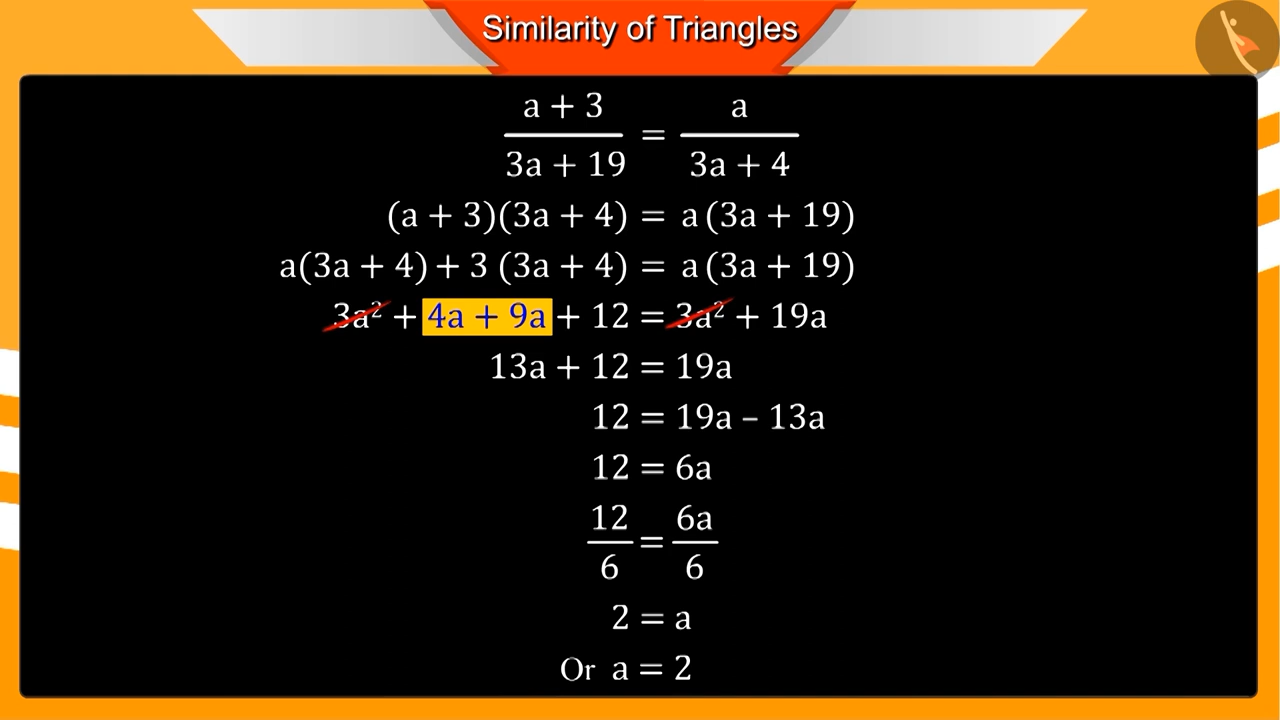 Similarity of Triangles
a + 3 / 3a + 19 = a / 3a + 4
(a + 3)(3a + 4) = a (3a + 19)
a(3a + 4) + 3 (3a + 4) = a (3a + 19)
3a² + 4a + 9a + 12 = 3a² + 19a
13a + 12 = 19a
12 = 19a – 13a
12 = 6a
12 / 6 = 6a / 6
2 = a
Or a = 2